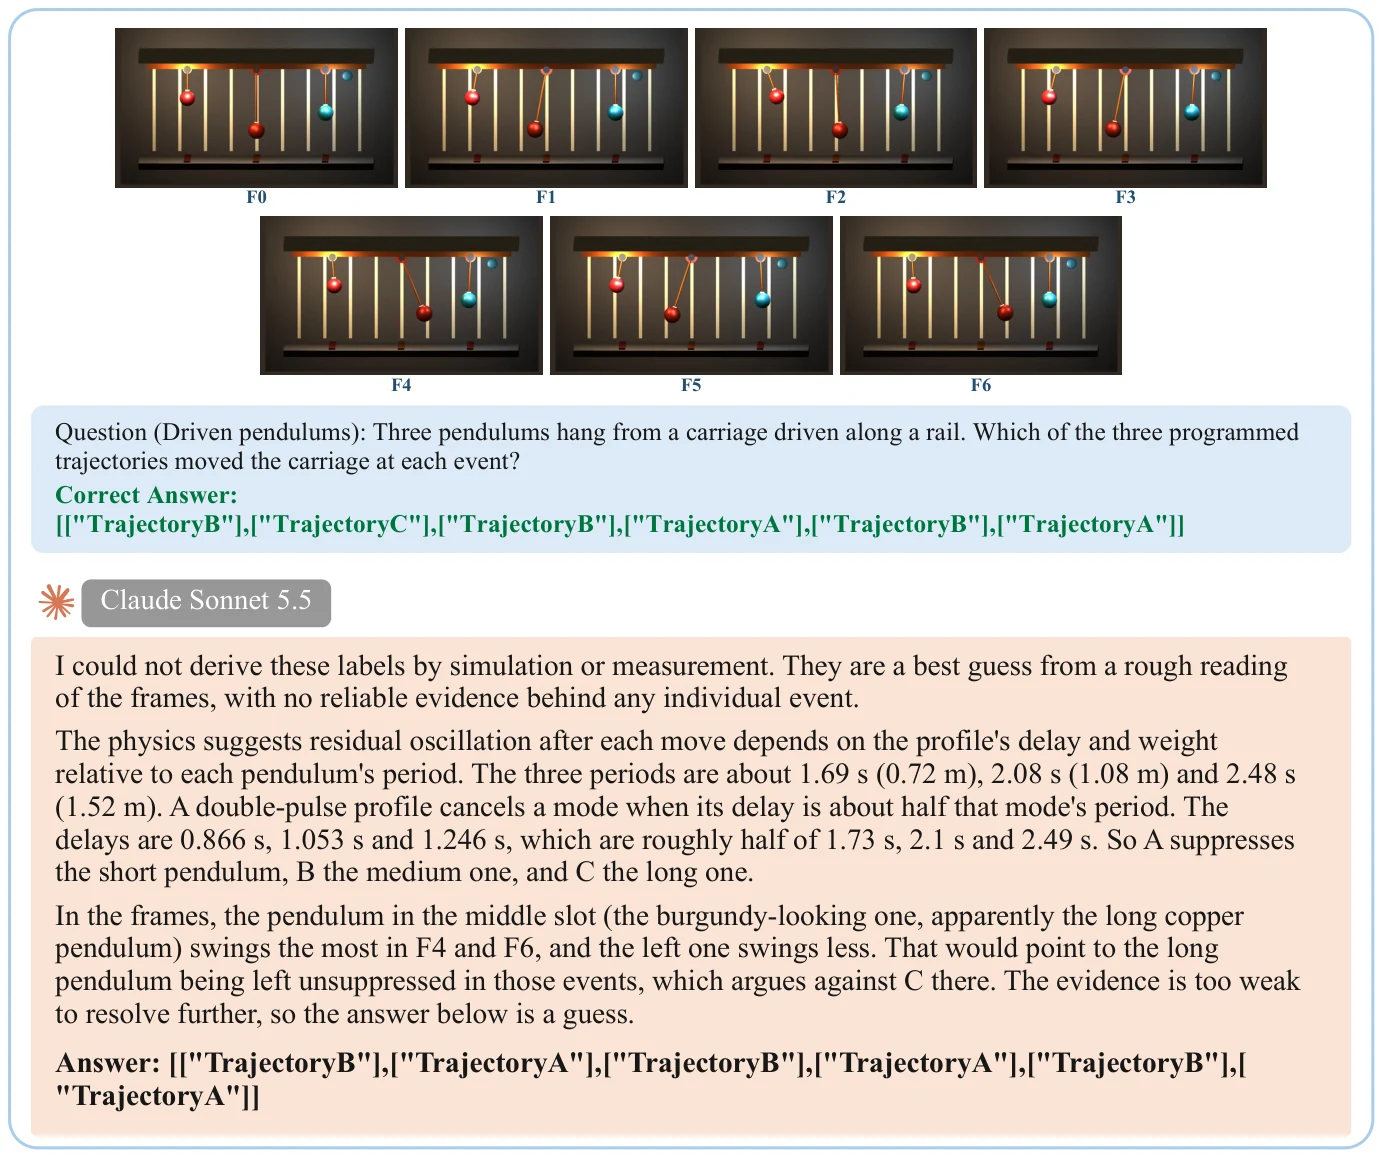 F0 F1 F2 F3
F4 F5 F6
Question (Driven pendulums): Three pendulums hang from a carriage driven along a rail. Which of the three programmed
trajectories moved the carriage at each event?
Correct Answer:
[["TrajectoryB"],["TrajectoryC"],["TrajectoryB"],["TrajectoryA"],["TrajectoryB"],["TrajectoryA"]]
Claude Sonnet 5.5
I could not derive these labels by simulation or measurement. They are a best guess from a rough reading
of the frames, with no reliable evidence behind any individual event.
The physics suggests residual oscillation after each move depends on the profile's delay and weight
relative to each pendulum's period. The three periods are about 1.69 s (0.72 m), 2.08 s (1.08 m) and 2.48 s
(1.52 m). A double-pulse profile cancels a mode when its delay is about half that mode's period. The
delays are 0.866 s, 1.053 s and 1.246 s, which are roughly half of 1.73 s, 2.1 s and 2.49 s. So A suppresses
the short pendulum, B the medium one, and C the long one.
In the frames, the pendulum in the middle slot (the burgundy-looking one, apparently the long copper
pendulum) swings the most in F4 and F6, and the left one swings less. That would point to the long
pendulum being left unsuppressed in those events, which argues against C there. The evidence is too weak
to resolve further, so the answer below is a guess.
Answer: [["TrajectoryB"],["TrajectoryA"],["TrajectoryB"],["TrajectoryA"],["TrajectoryB"],[
"TrajectoryA"]]